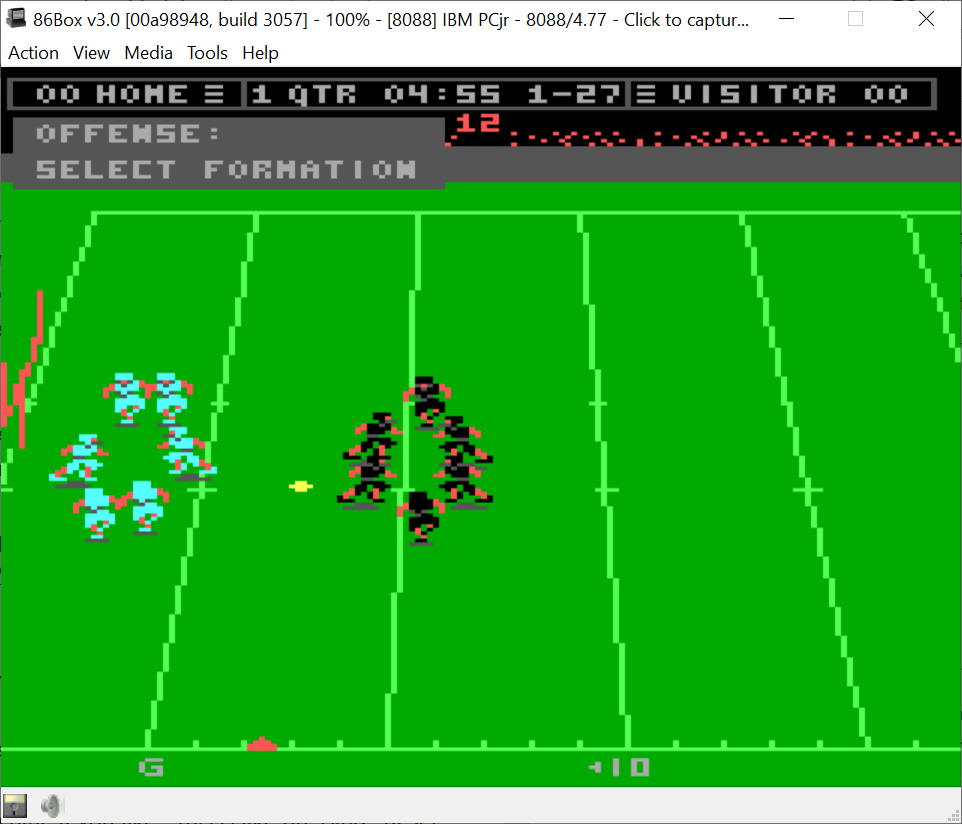 86Box v3.0 [00a98948, build 3057] - 100% - [8088] IBM PCjr - 8088/4.77 - Click to captur...
Action View Media Tools Help
00 HOME ≡ 1 QTR 04:55 1-27 ≡ VISITOR 00
OFFENSE: 12
SELECT FORMATION
G ◂10